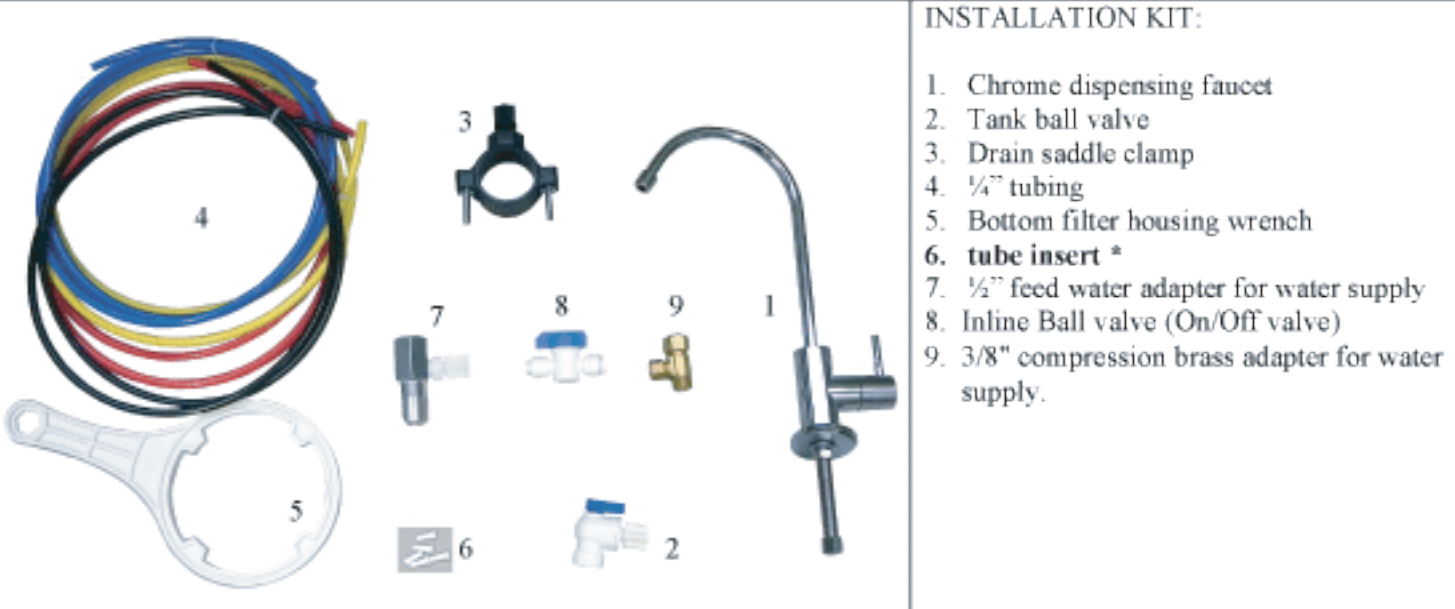 INSTALLATION KIT:
1. Chrome dispensing faucet
2. Tank ball valve
3. Drain saddle clamp
4. ¼” tubing
5. Bottom filter housing wrench
6. tube insert *
7. ½” feed water adapter for water supply
8. Inline Ball valve (On/Off valve)
9. 3/8" compression brass adapter for water
supply.
3
4
7
8
9
1
5
6
2